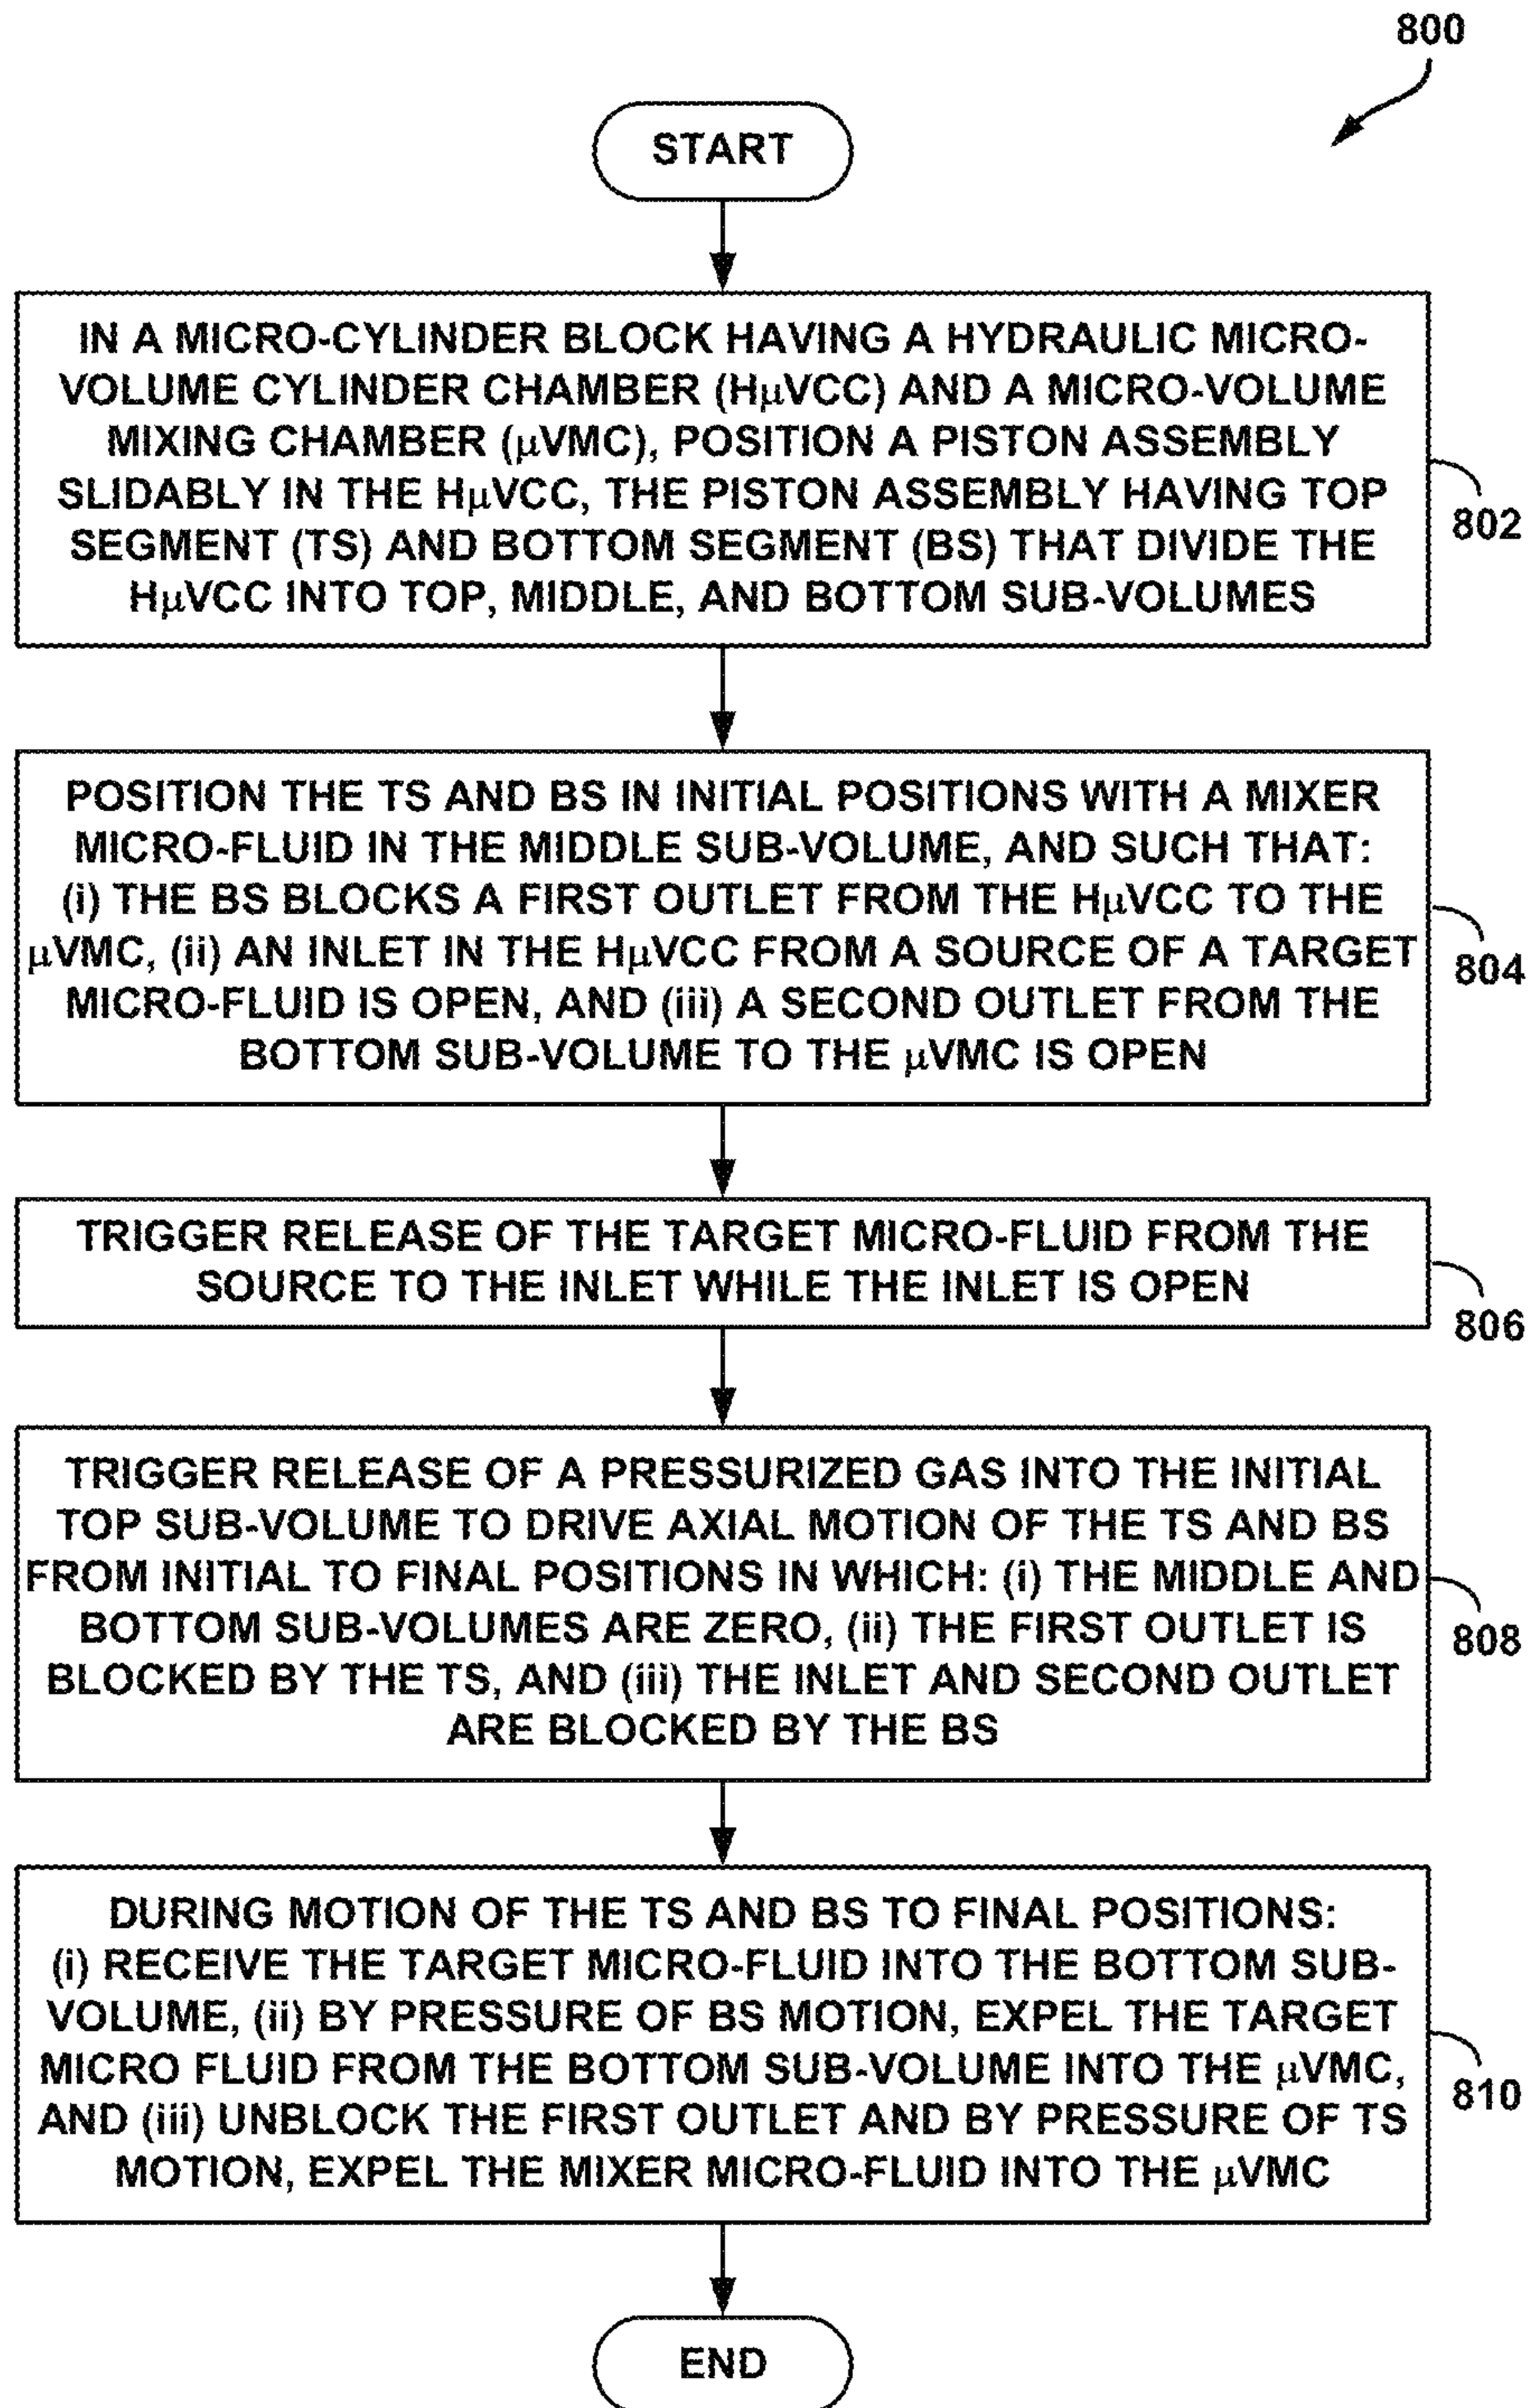 800
START
IN A MICRO-CYLINDER BLOCK HAVING A HYDRAULIC MICRO-
VOLUME CYLINDER CHAMBER (HµVCC) AND A MICRO-VOLUME
MIXING CHAMBER (µVMC), POSITION A PISTON ASSEMBLY
SLIDABLY IN THE HµVCC, THE PISTON ASSEMBLY HAVING TOP
SEGMENT (TS) AND BOTTOM SEGMENT (BS) THAT DIVIDE THE
HµVCC INTO TOP, MIDDLE, AND BOTTOM SUB-VOLUMES
802
POSITION THE TS AND BS IN INITIAL POSITIONS WITH A MIXER
MICRO-FLUID IN THE MIDDLE SUB-VOLUME, AND SUCH THAT:
(i) THE BS BLOCKS A FIRST OUTLET FROM THE HµVCC TO THE
µVMC, (ii) AN INLET IN THE HµVCC FROM A SOURCE OF A TARGET
MICRO-FLUID IS OPEN, AND (iii) A SECOND OUTLET FROM THE
BOTTOM SUB-VOLUME TO THE µVMC IS OPEN
804
TRIGGER RELEASE OF THE TARGET MICRO-FLUID FROM THE
SOURCE TO THE INLET WHILE THE INLET IS OPEN
806
TRIGGER RELEASE OF A PRESSURIZED GAS INTO THE INITIAL
TOP SUB-VOLUME TO DRIVE AXIAL MOTION OF THE TS AND BS
FROM INITIAL TO FINAL POSITIONS IN WHICH: (i) THE MIDDLE AND
BOTTOM SUB-VOLUMES ARE ZERO, (ii) THE FIRST OUTLET IS
BLOCKED BY THE TS, AND (iii) THE INLET AND SECOND OUTLET
ARE BLOCKED BY THE BS
808
DURING MOTION OF THE TS AND BS TO FINAL POSITIONS:
(i) RECEIVE THE TARGET MICRO-FLUID INTO THE BOTTOM SUB-
VOLUME, (ii) BY PRESSURE OF BS MOTION, EXPEL THE TARGET
MICRO FLUID FROM THE BOTTOM SUB-VOLUME INTO THE µVMC,
AND (iii) UNBLOCK THE FIRST OUTLET AND BY PRESSURE OF TS
MOTION, EXPEL THE MIXER MICRO-FLUID INTO THE µVMC
810
END